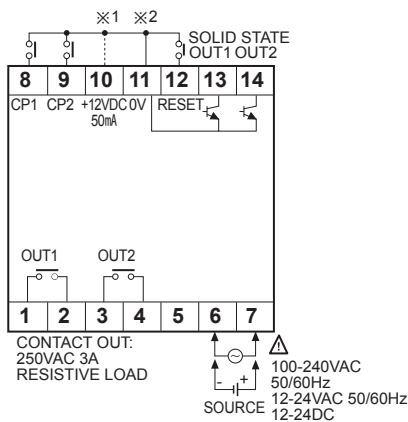 ※1 ※2
SOLID STATE
OUT1 OUT2
8 9 10 11 12 13 14
CP1 CP2 +12VDC 0V RESET
50mA
OUT1 OUT2
1 2 3 4 5 6 7
CONTACT OUT:
250VAC 3A
RESISTIVE LOAD
- +
SOURCE
100-240VAC
50/60Hz
12-24VAC 50/60Hz
12-24DC